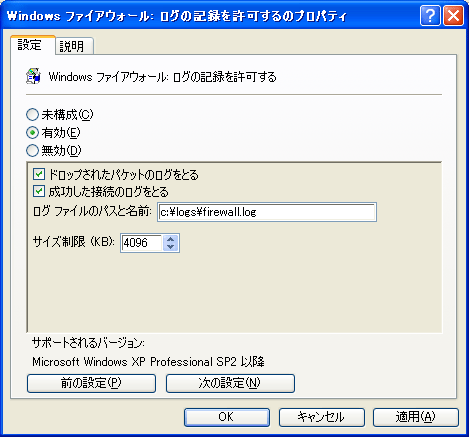 Windows ファイアウォール: ログの記録を許可するのプロパティ
設定 説明
Windows ファイアウォール: ログの記録を許可する
未構成(C)
有効(E)
無効(D)
ドロップされたパケットのログをとる
成功した接続のログをとる
ログ ファイルのパスと名前: c:¥logs¥firewall.log
サイズ制限 (KB): 4096
サポートされるバージョン:
Microsoft Windows XP Professional SP2 以降
前の設定(P) 次の設定(N)
OK キャンセル 適用(A)